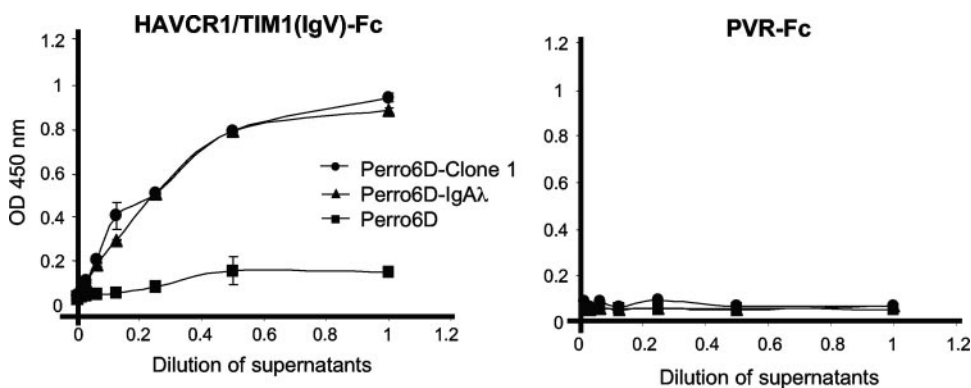 HAVCR1/TIM1(IgV)-Fc
1.2
1
0.8
0.6
0.4
0.2
0
OD 450 nm
Perro6D-Clone 1
Perro6D-IgAλ
Perro6D
0 0.2 0.4 0.6 0.8 1.0 1.2
Dilution of supernatants
PVR-Fc
1.2
1
0.8
0.6
0.4
0.2
0
0 0.2 0.4 0.6 0.8 1.0 1.2
Dilution of supernatants